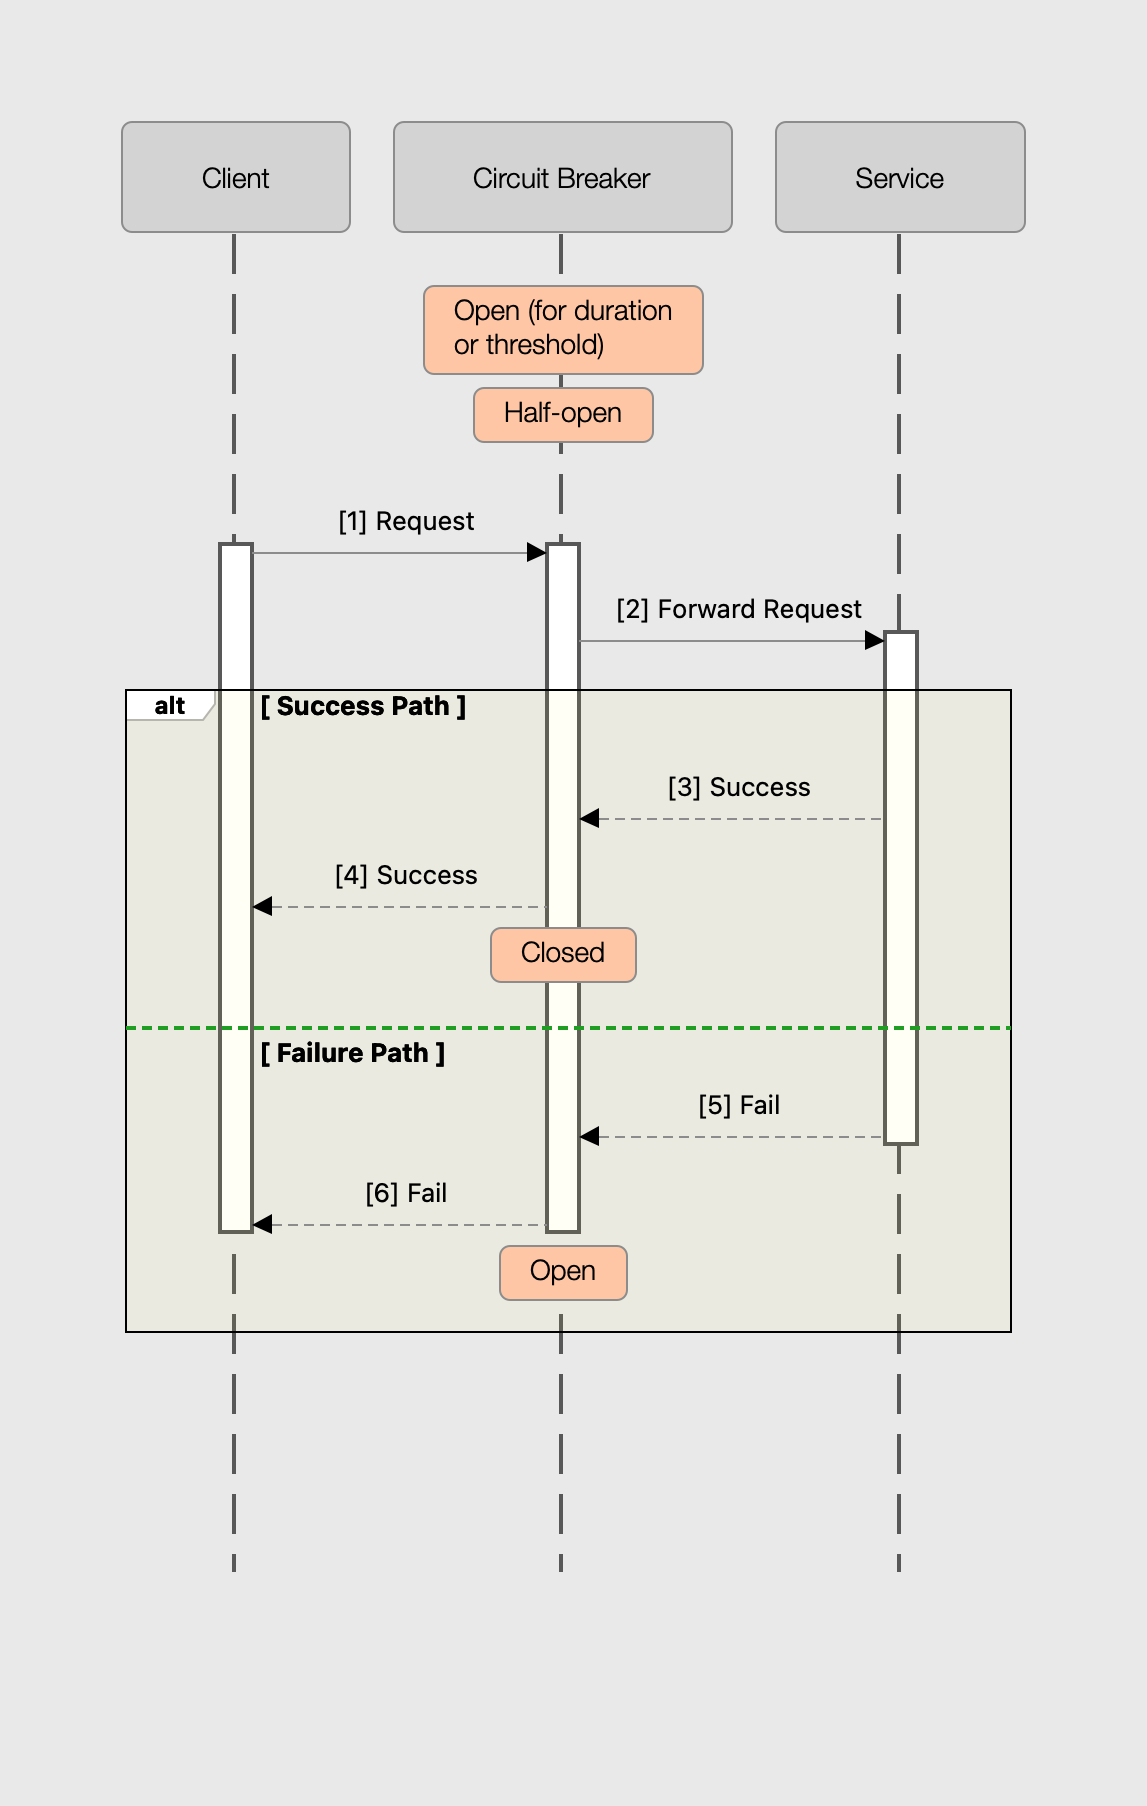 Client
Circuit Breaker
Service
Open (for duration
or threshold)
Half-open
[1] Request
[2] Forward Request
alt
[ Success Path ]
[3] Success
[4] Success
Closed
[ Failure Path ]
[5] Fail
[6] Fail
Open